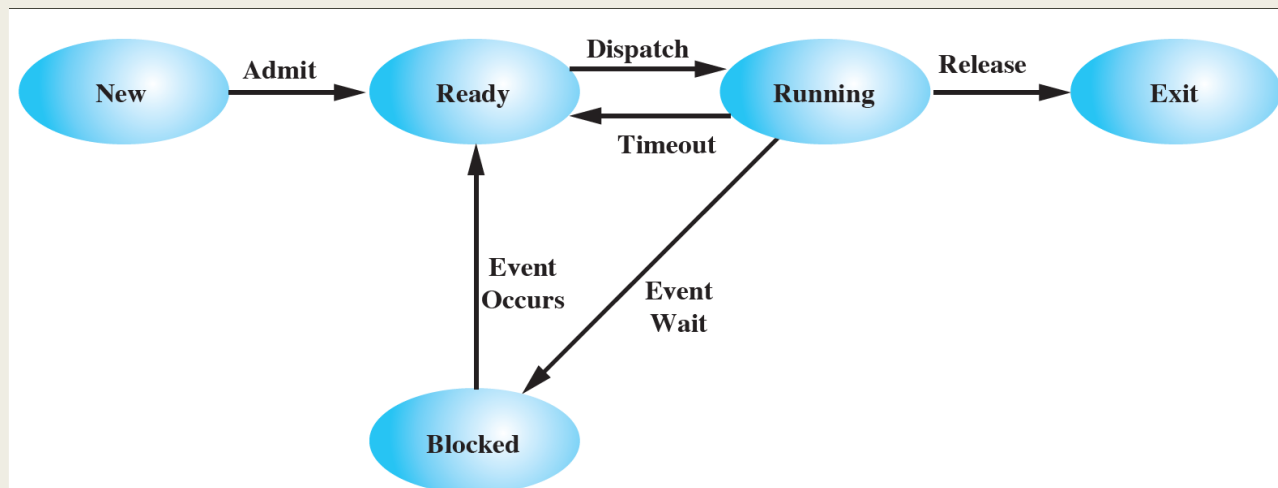 Dispatch
Admit
Release
New
Ready
Running
Exit
Timeout
Event
Occurs
Event
Wait
Blocked